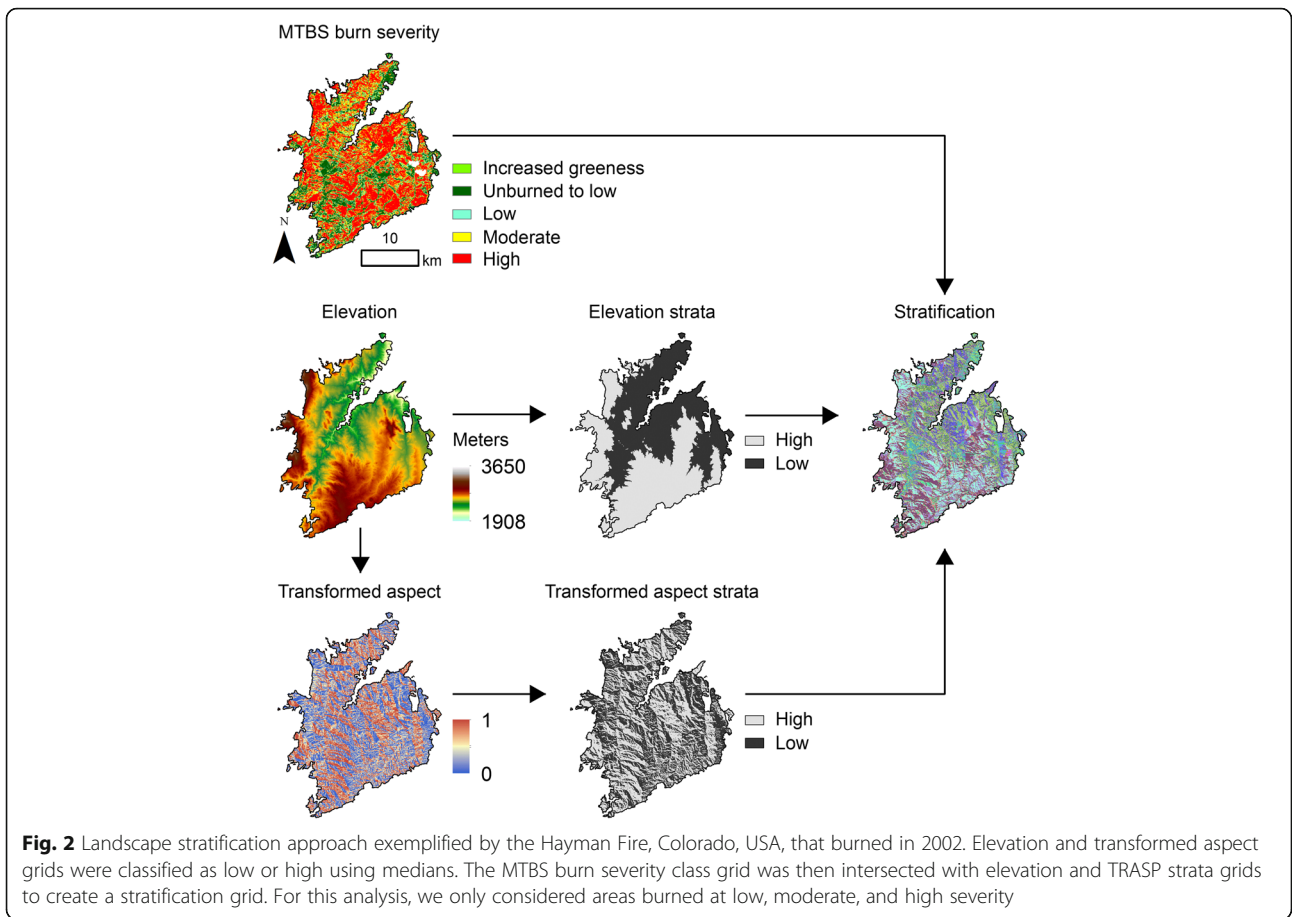 MTBS burn severity
Increased greeness
Unburned to low
Low
Moderate
High
N
10
km
Elevation
Meters
3650
1908
Elevation strata
High
Low
Stratification
Transformed aspect
1
0
Transformed aspect strata
High
Low
Fig. 2 Landscape stratification approach exemplified by the Hayman Fire, Colorado, USA, that burned in 2002. Elevation and transformed aspect
grids were classified as low or high using medians. The MTBS burn severity class grid was then intersected with elevation and TRASP strata grids
to create a stratification grid. For this analysis, we only considered areas burned at low, moderate, and high severity